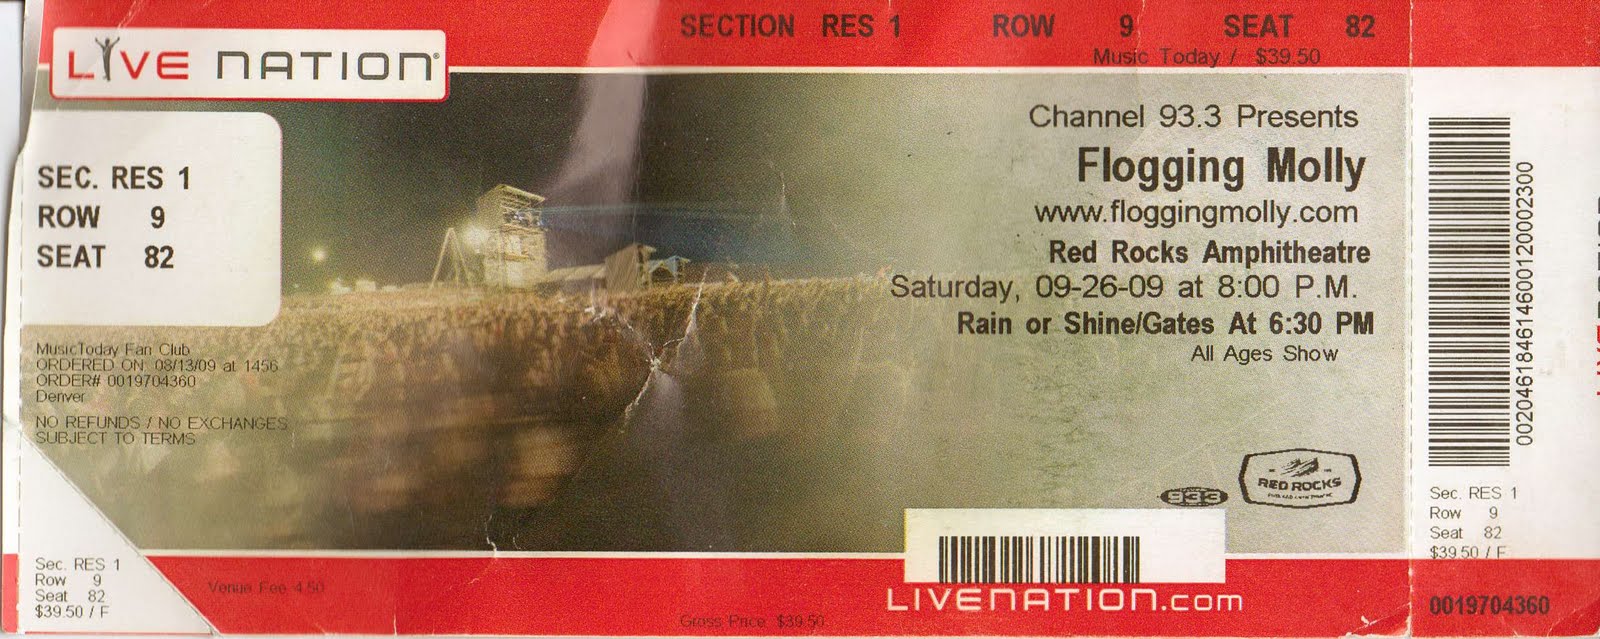 SECTION RES 1 ROW 9 SEAT 82
Music Today / $39.50
LIVE NATION®
SEC. RES 1
ROW 9
SEAT 82
Channel 93.3 Presents
Flogging Molly
www.floggingmolly.com
Red Rocks Amphitheatre
Saturday, 09-26-09 at 8:00 P.M.
Rain or Shine/Gates At 6:30 PM
All Ages Show
MusicToday Fan Club
ORDERED ON 08/13/09 at 1456
ORDER# 0019704360
Denver
NO REFUNDS / NO EXCHANGES
SUBJECT TO TERMS
933
RED ROCKS
Sec. RES 1
Row 9
Seat 82
$39.50 / F
Venue Fee 4.50
Gross Price $39.50
LIVENATION.com
002046184614600120002300
Sec. RES 1
Row 9
Seat 82
$39.50 / F
0019704360